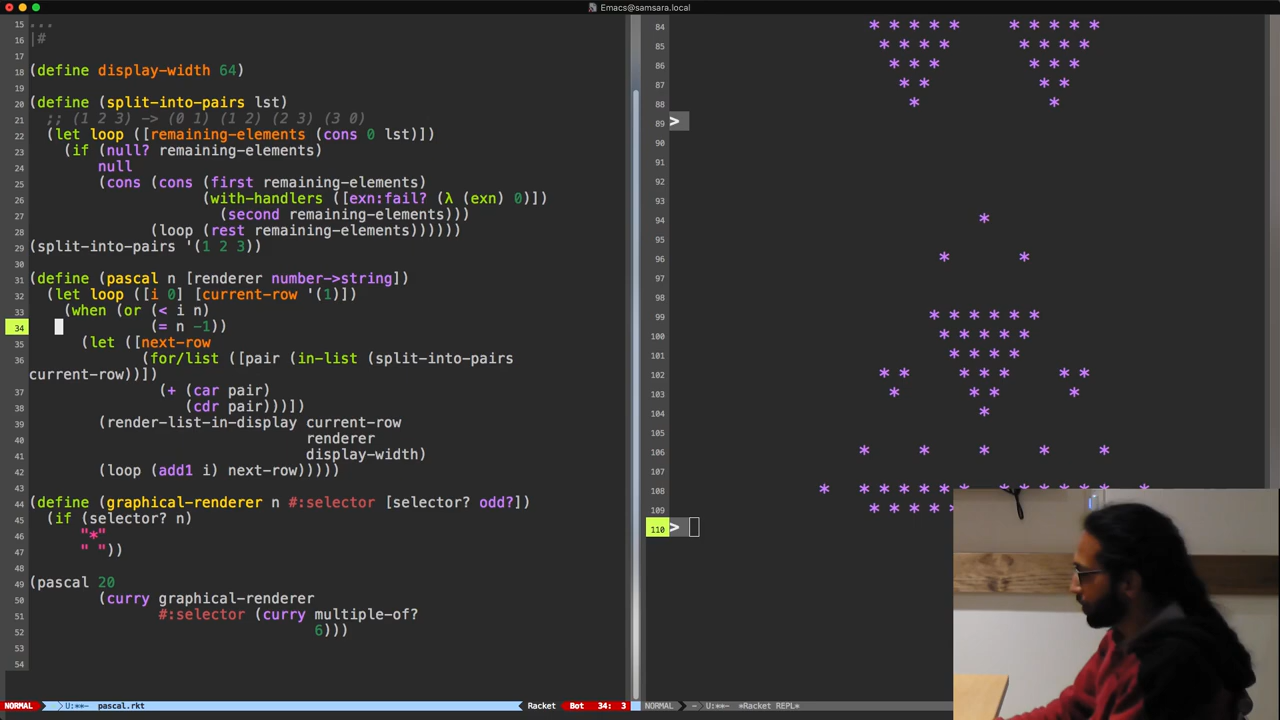 Emacs@samsara.local
15 ...
16 |#
17
18 (define display-width 64)
19
20 (define (split-into-pairs lst)
21 ;; (1 2 3) -> (0 1) (1 2) (2 3) (3 0)
22 (let loop ([remaining-elements (cons 0 lst)])
23 (if (null? remaining-elements)
24 null
25 (cons (cons (first remaining-elements)
26 (with-handlers ([exn:fail? (λ (exn) 0)])
27 (second remaining-elements)))
28 (loop (rest remaining-elements))))))
29 (split-into-pairs '(1 2 3))
30
31 (define (pascal n [renderer number->string])
32 (let loop ([i 0] [current-row '(1)])
33 (when (or (< i n)
34 (= n -1))
35 (let ([next-row
36 (for/list ([pair (in-list (split-into-pairs
current-row))])
37 (+ (car pair)
38 (cdr pair)))])
39 (render-list-in-display current-row
40 renderer
41 display-width)
42 (loop (add1 i) next-row)))))
43
44 (define (graphical-renderer n #:selector [selector? odd?])
45 (if (selector? n)
46 "*"
47 " "))
48
49 (pascal 20
50 (curry graphical-renderer
51 #:selector (curry multiple-of?
52 6)))
53
54
NORMAL U:**- pascal.rkt Racket Bot 34: 3
84 * * * * * * * * * *
85 * * * * * * * *
86 * * * * * *
87 * * * *
88 * *
89 >
90
91
92
93
94 *
95
96 * *
97
98
99 * * * * * *
100 * * * * *
101 * * * *
102 * * * * * * *
103 * * * *
104 *
105
106 * * * * *
107
108 * * * * * * * * * * * * * *
109 * * * * *
110 >
NORMAL - U:**- *Racket REPL*